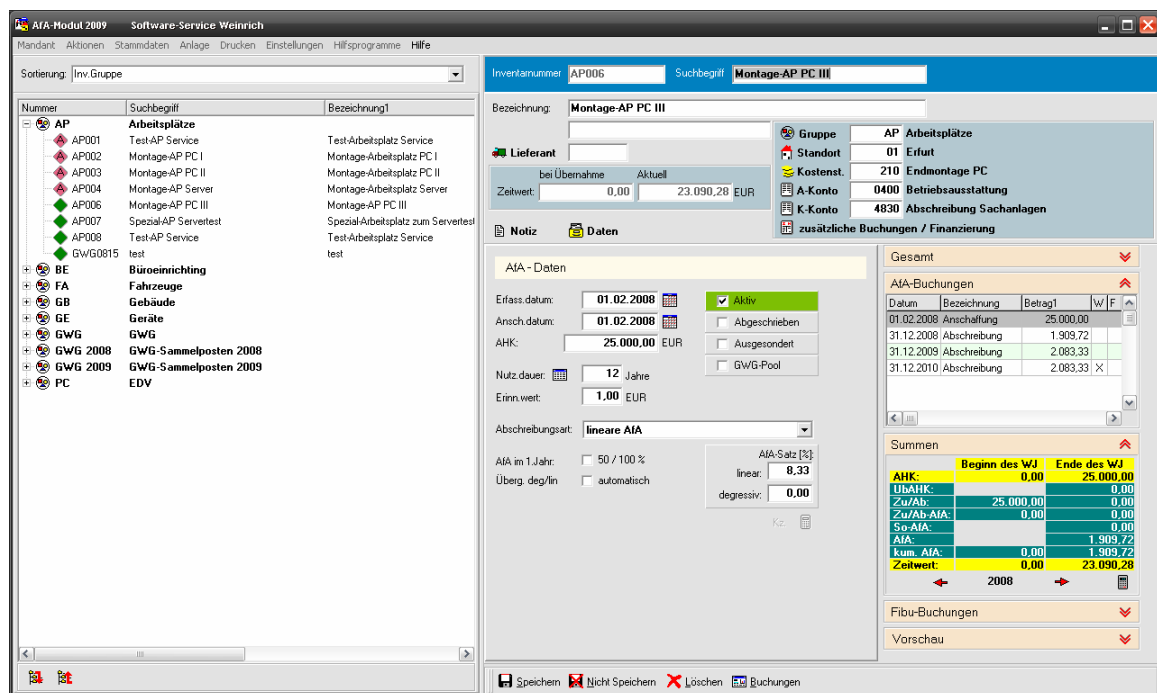 AfA-Modul 2009 Software-Service Weinrich
Mandant Aktionen Stammdaten Anlage Drucken Einstellungen Hilfsprogramme Hilfe
Sortierung: Inv.Gruppe
Nummer Suchbegriff Bezeichnung1
AP Arbeitsplätze
AP001 Test-AP Service Test-Arbeitsplatz Service
AP002 Montage-AP PC I Montage-Arbeitsplatz PC I
AP003 Montage-AP PC II Montage-Arbeitsplatz PC II
AP004 Montage-AP Server Montage-Arbeitsplatz Server
AP006 Montage-AP PC III Montage-AP PC III
AP007 Spezial-AP Servertest Spezial-Arbeitsplatz zum Servertest
AP008 Test-AP Service Test-Arbeitsplatz Service
GWG0815 test test
BE Büroeinrichtung
FA Fahrzeuge
GB Gebäude
GE Geräte
GWG GWG
GWG 2008 GWG-Sammelposten 2008
GWG 2009 GWG-Sammelposten 2009
PC EDV
Inventarnummer AP006 Suchbegriff Montage-AP PC III
Bezeichnung: Montage-AP PC III
Lieferant
bei Übernahme Aktuell
Zeitwert: 0,00 23.090,28 EUR
Notiz Daten
Gruppe AP Arbeitsplätze
Standort 01 Erfurt
Kostenst. 210 Endmontage PC
A-Konto 0400 Betriebsausstattung
K-Konto 4830 Abschreibung Sachanlagen
zusätzliche Buchungen / Finanzierung
AfA - Daten
Erfass.datum: 01.02.2008
Ansch.datum: 01.02.2008
AHK: 25.000,00 EUR
Nutz.dauer: 12 Jahre
Erinn.wert: 1,00 EUR
Aktiv
Abgeschrieben
Ausgesondert
GWG-Pool
Abschreibungsart: lineare AfA
AfA im 1.Jahr: 50 / 100 %
Überg. deg/lin automatisch
AfA-Satz [%]:
linear: 8,33
degressiv: 0,00
Kz.
Gesamt
AfA-Buchungen
Datum Bezeichnung Betrag1 W F
01.02.2008 Anschaffung 25.000,00
31.12.2008 Abschreibung 1.909,72
31.12.2009 Abschreibung 2.083,33
31.12.2010 Abschreibung 2.083,33 X
Summen
Beginn des WJ Ende des WJ
AHK: 0,00 25.000,00
UbAHK: 0,00
Zu/Ab: 25.000,00 0,00
Zu/Ab-AfA: 0,00 0,00
So-AfA: 0,00
AfA: 1.909,72
kum. AfA: 0,00 1.909,72
Zeitwert: 0,00 23.090,28
2008
Fibu-Buchungen
Vorschau
Speichern Nicht Speichern Löschen Buchungen